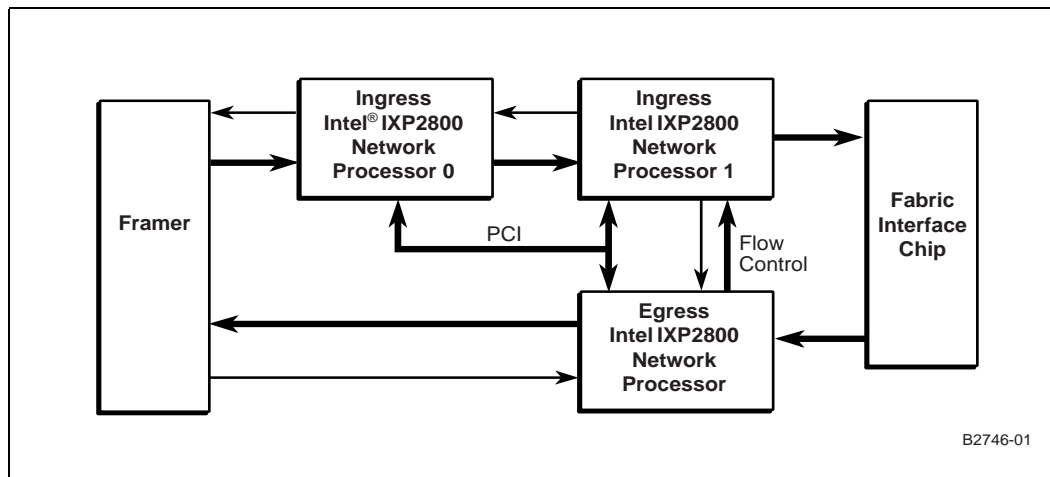 Ingress
Intel® IXP2800
Network
Processor 0
Ingress
Intel IXP2800
Network
Processor 1
Framer
Fabric
Interface
Chip
PCI
Flow
Control
Egress
Intel IXP2800
Network
Processor
B2746-01